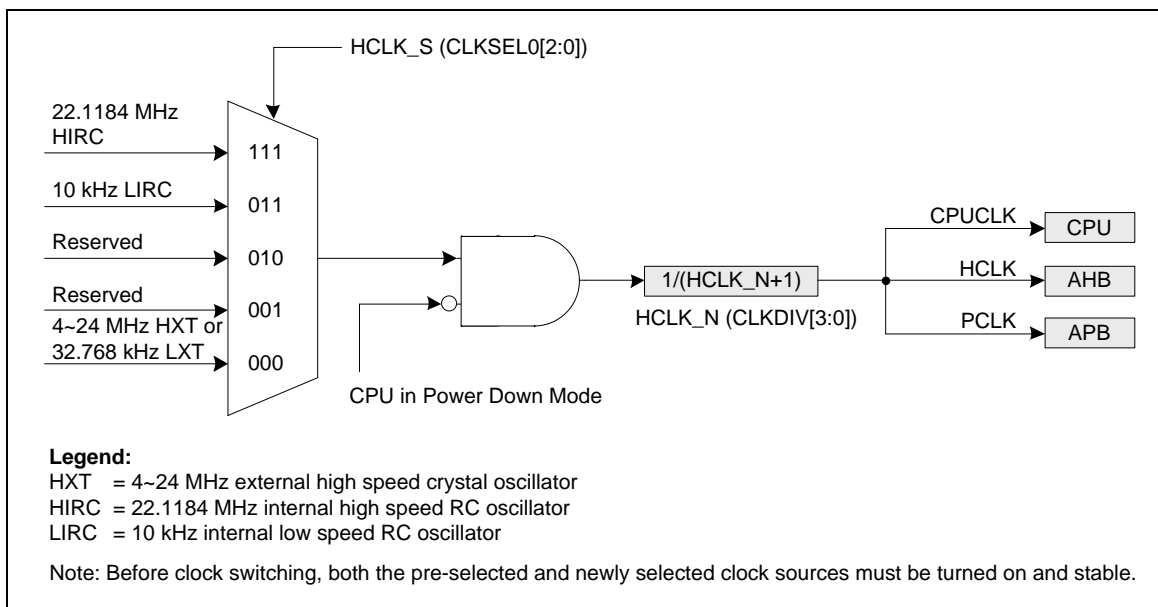 HCLK_S (CLKSEL0[2:0])
22.1184 MHz
HIRC
111
10 kHz LIRC
011
Reserved
010
Reserved
001
4~24 MHz HXT or
32.768 kHz LXT
000
CPU in Power Down Mode
1/(HCLK_N+1)
HCLK_N (CLKDIV[3:0])
CPUCLK
CPU
HCLK
AHB
PCLK
APB
Legend:
HXT = 4~24 MHz external high speed crystal oscillator
HIRC = 22.1184 MHz internal high speed RC oscillator
LIRC = 10 kHz internal low speed RC oscillator
Note: Before clock switching, both the pre-selected and newly selected clock sources must be turned on and stable.